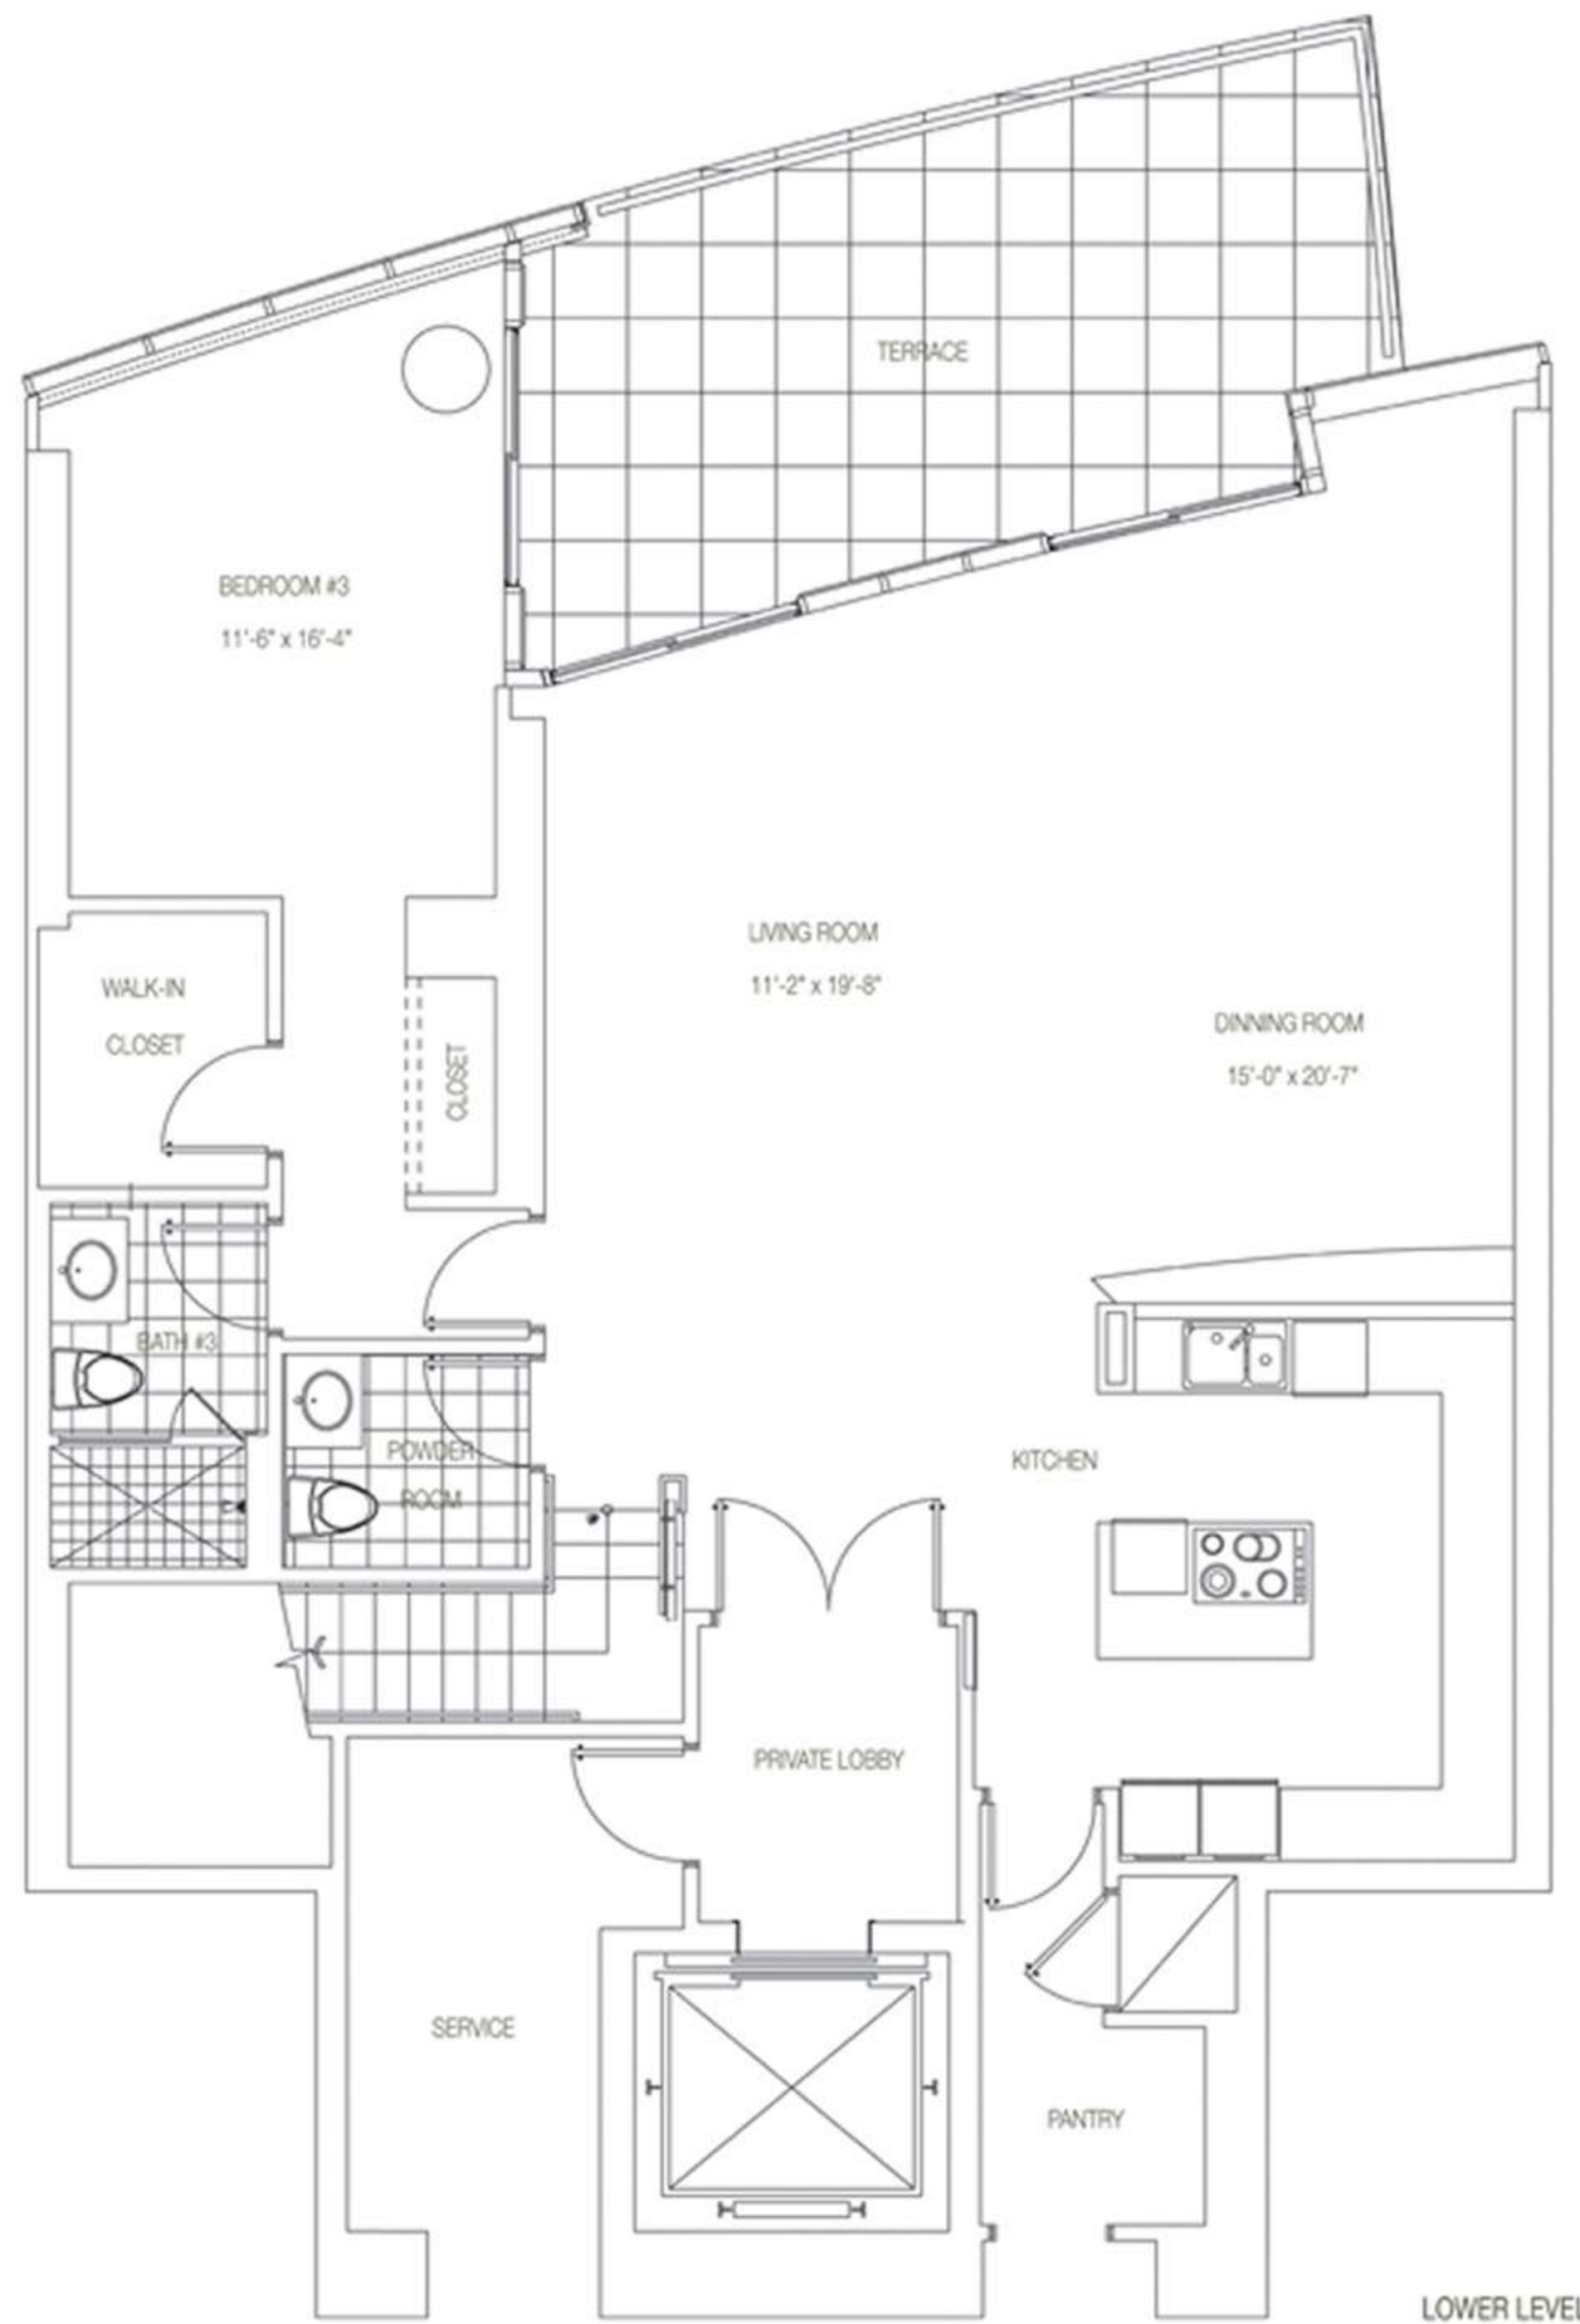 TERRACE
BEDROOM #3
11'-6" x 16'-4"
LIVING ROOM
11'-2" x 19'-8"
WALK-IN
CLOSET
CLOSET
DINNING ROOM
15'-0" x 20'-7"
BATH #3
POWDER
ROOM
KITCHEN
PRIVATE LOBBY
SERVICE
PANTRY
LOWER LEVEL